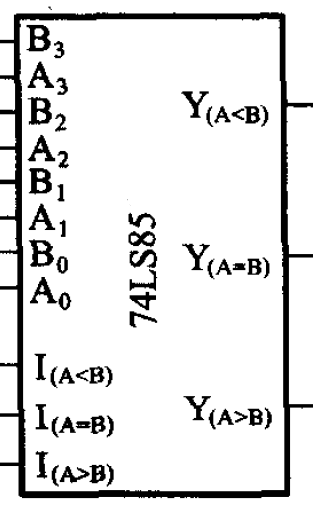 B₃
A₃
B₂
Y(A<B)
A₂
B₁
A₁
74LS85
B₀
Y(A=B)
A₀
I(A<B)
I(A=B)
Y(A>B)
I(A>B)